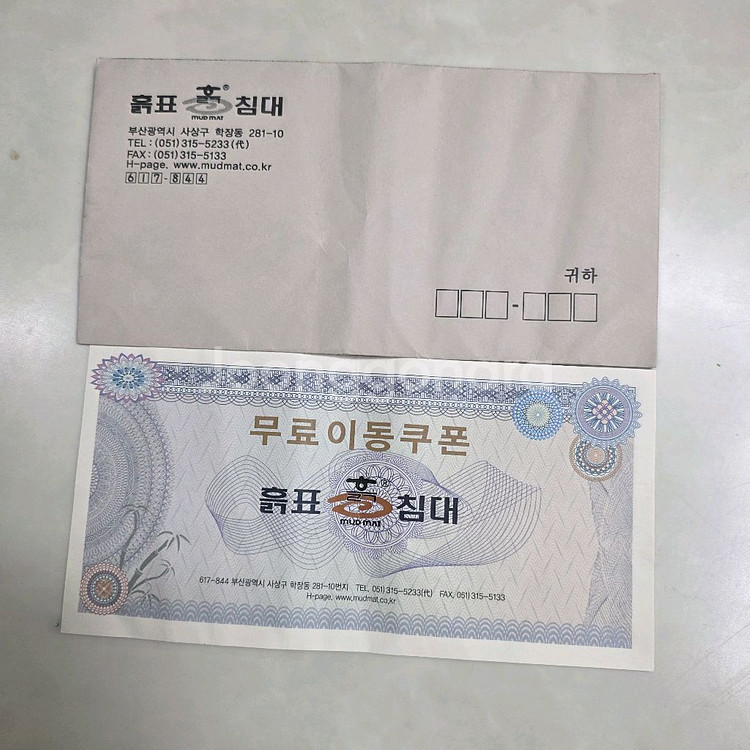 흙표 흙® 침대
MUD MAT
부산광역시 사상구 학장동 281-10
TEL : (051) 315-5233 (代)
FAX : (051) 315-5133
H-page. www.mudmat.co.kr
617-844
귀하
무료이동쿠폰
흙표 흙® 침대
MUD MAT
617-844 부산광역시 사상구 학장동 281-10번지 TEL, 051) 315-5233(代) FAX, 051) 315-5133
H-page. www.mudmat.co.kr